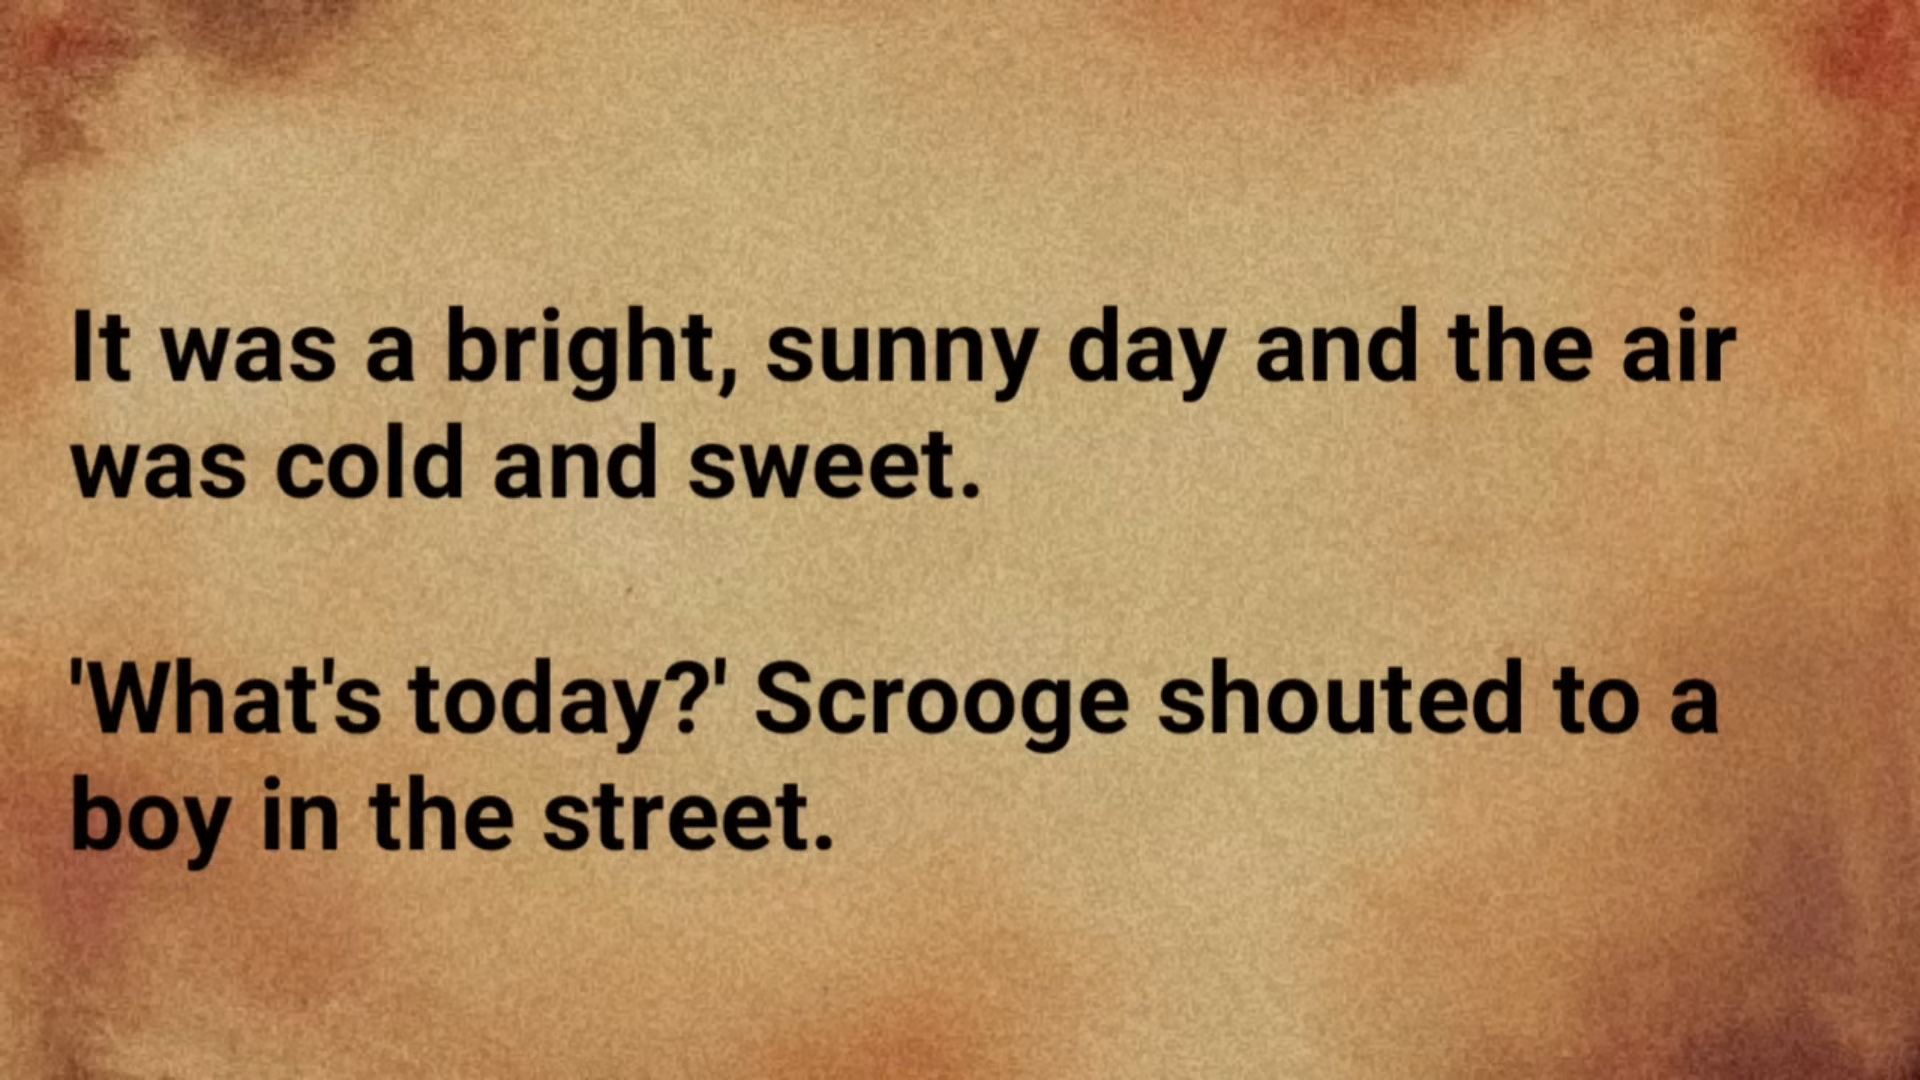 It was a bright, sunny day and the air
was cold and sweet.
'What's today?' Scrooge shouted to a
boy in the street.